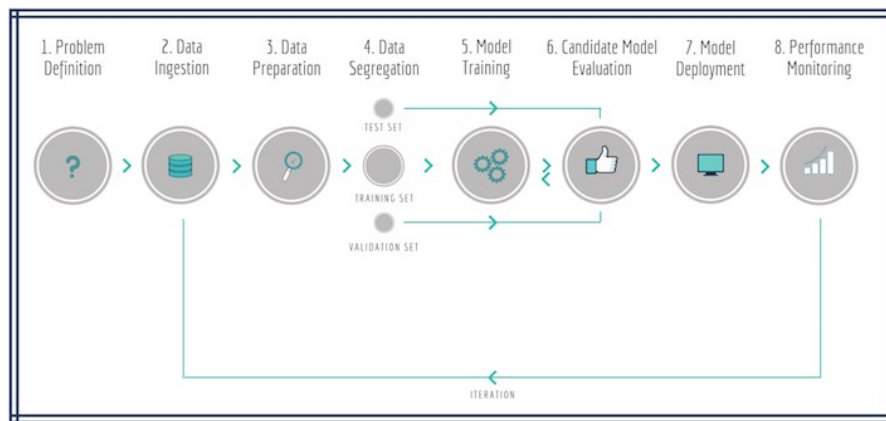 1. Problem
Definition
2. Data
Ingestion
3. Data
Preparation
4. Data
Segregation
5. Model
Training
6. Candidate Model
Evaluation
7. Model
Deployment
8. Performance
Monitoring
TEST SET
?
TRAINING SET
VALIDATION SET
ITERATION